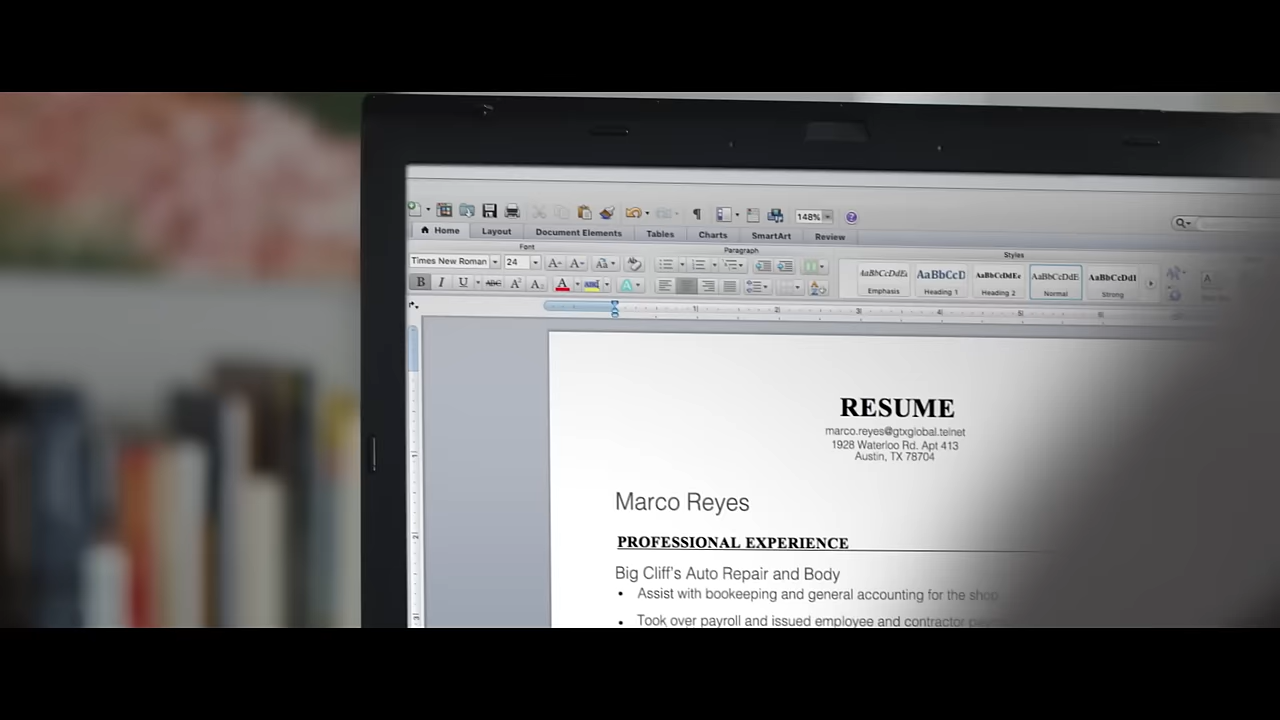 148%
Home Layout Document Elements Tables Charts SmartArt Review
Font Paragraph Styles
Times New Roman 24
AaBbCcDdEe AaBbCcD AaBbCcDdEe AaBbCcDdE AaBbCcDdI
Emphasis Heading 1 Heading 2 Normal Strong
RESUME
marco.reyes@gtxglobal.telnet
1928 Waterloo Rd. Apt 413
Austin, TX 78704
Marco Reyes
PROFESSIONAL EXPERIENCE
Big Cliff's Auto Repair and Body
• Assist with bookeeping and general accounting for the shop
• Took over payroll and issued employee and contractor